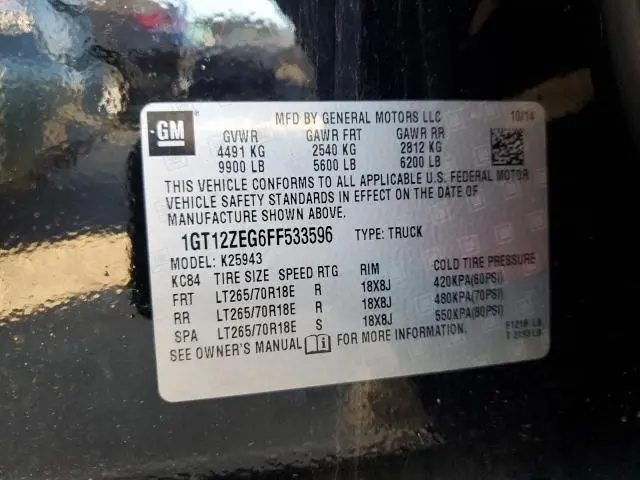 GM
MFD BY GENERAL MOTORS LLC 10/14
GVWR GAWR FRT GAWR RR
4491 KG 2540 KG 2812 KG
9900 LB 5600 LB 6200 LB
THIS VEHICLE CONFORMS TO ALL APPLICABLE U.S. FEDERAL MOTOR
VEHICLE SAFETY STANDARDS IN EFFECT ON THE DATE OF
MANUFACTURE SHOWN ABOVE.
1GT12ZEG6FF533596 TYPE: TRUCK
MODEL: K25943
KC84 TIRE SIZE SPEED RTG RIM COLD TIRE PRESSURE
FRT LT265/70R18E R 18X8J 420KPA(60PSI)
RR LT265/70R18E R 18X8J 480KPA(70PSI)
SPA LT265/70R18E S 18X8J 550KPA(80PSI)
SEE OWNER'S MANUAL FOR MORE INFORMATION.